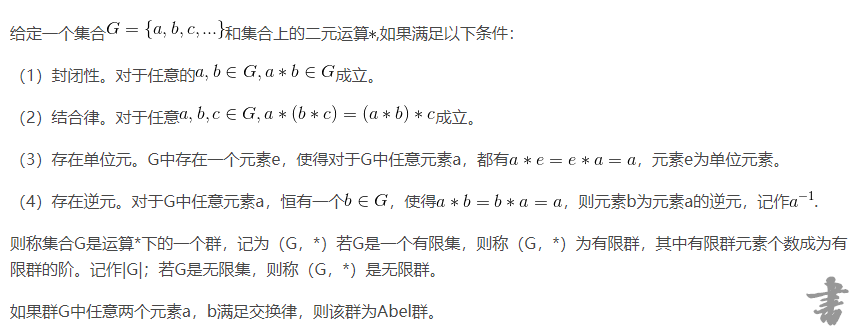 给定一个集合G = {a, b, c, ...}和集合上的二元运算*,如果满足以下条件：
（1）封闭性。对于任意的a, b ∈ G, a * b ∈ G成立。
（2）结合律。对于任意a, b, c ∈ G, a * (b * c) = (a * b) * c成立。
（3）存在单位元。G中存在一个元素e，使得对于G中任意元素a，都有a * e = e * a = a，元素e为单位元素。
（4）存在逆元。对于G中任意元素a，恒有一个b ∈ G，使得a * b = b * a = a，则元素b为元素a的逆元，记作a⁻¹.
则称集合G是运算*下的一个群，记为（G，*）若G是一个有限集，则称（G，*）为有限群，其中有限群元素个数成为有
限群的阶。记作|G|；若G是无限集，则称（G，*）是无限群。
如果群G中任意两个元素a，b满足交换律，则该群为Abel群。
書